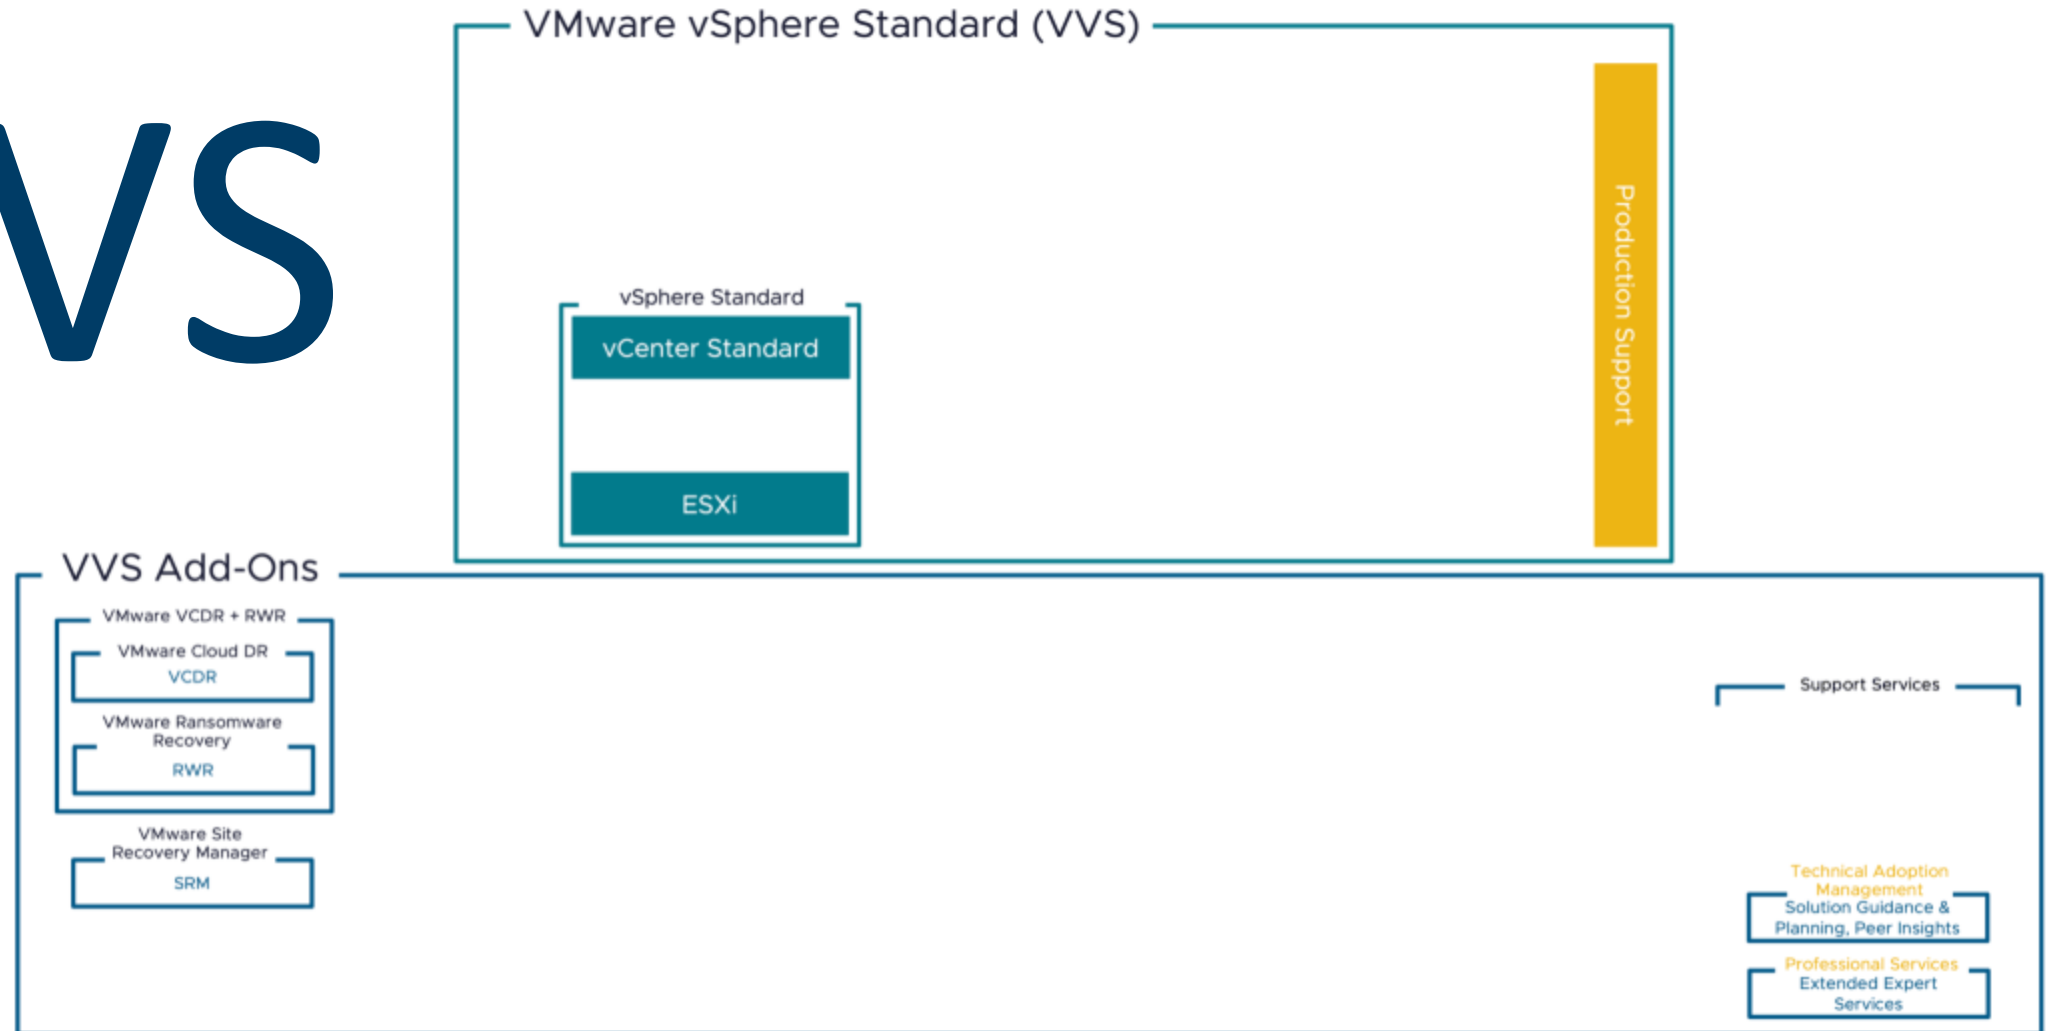 VMware vSphere Standard (VVS)
VS
Production Support
vSphere Standard
vCenter Standard
ESXi
VVS Add-Ons
VMware VCDR + RWR
VMware Cloud DR
VCDR
VMware Ransomware
Recovery
RWR
VMware Site
Recovery Manager
SRM
Support Services
Technical Adoption
Management
Solution Guidance &
Planning, Peer Insights
Professional Services
Extended Expert
Services